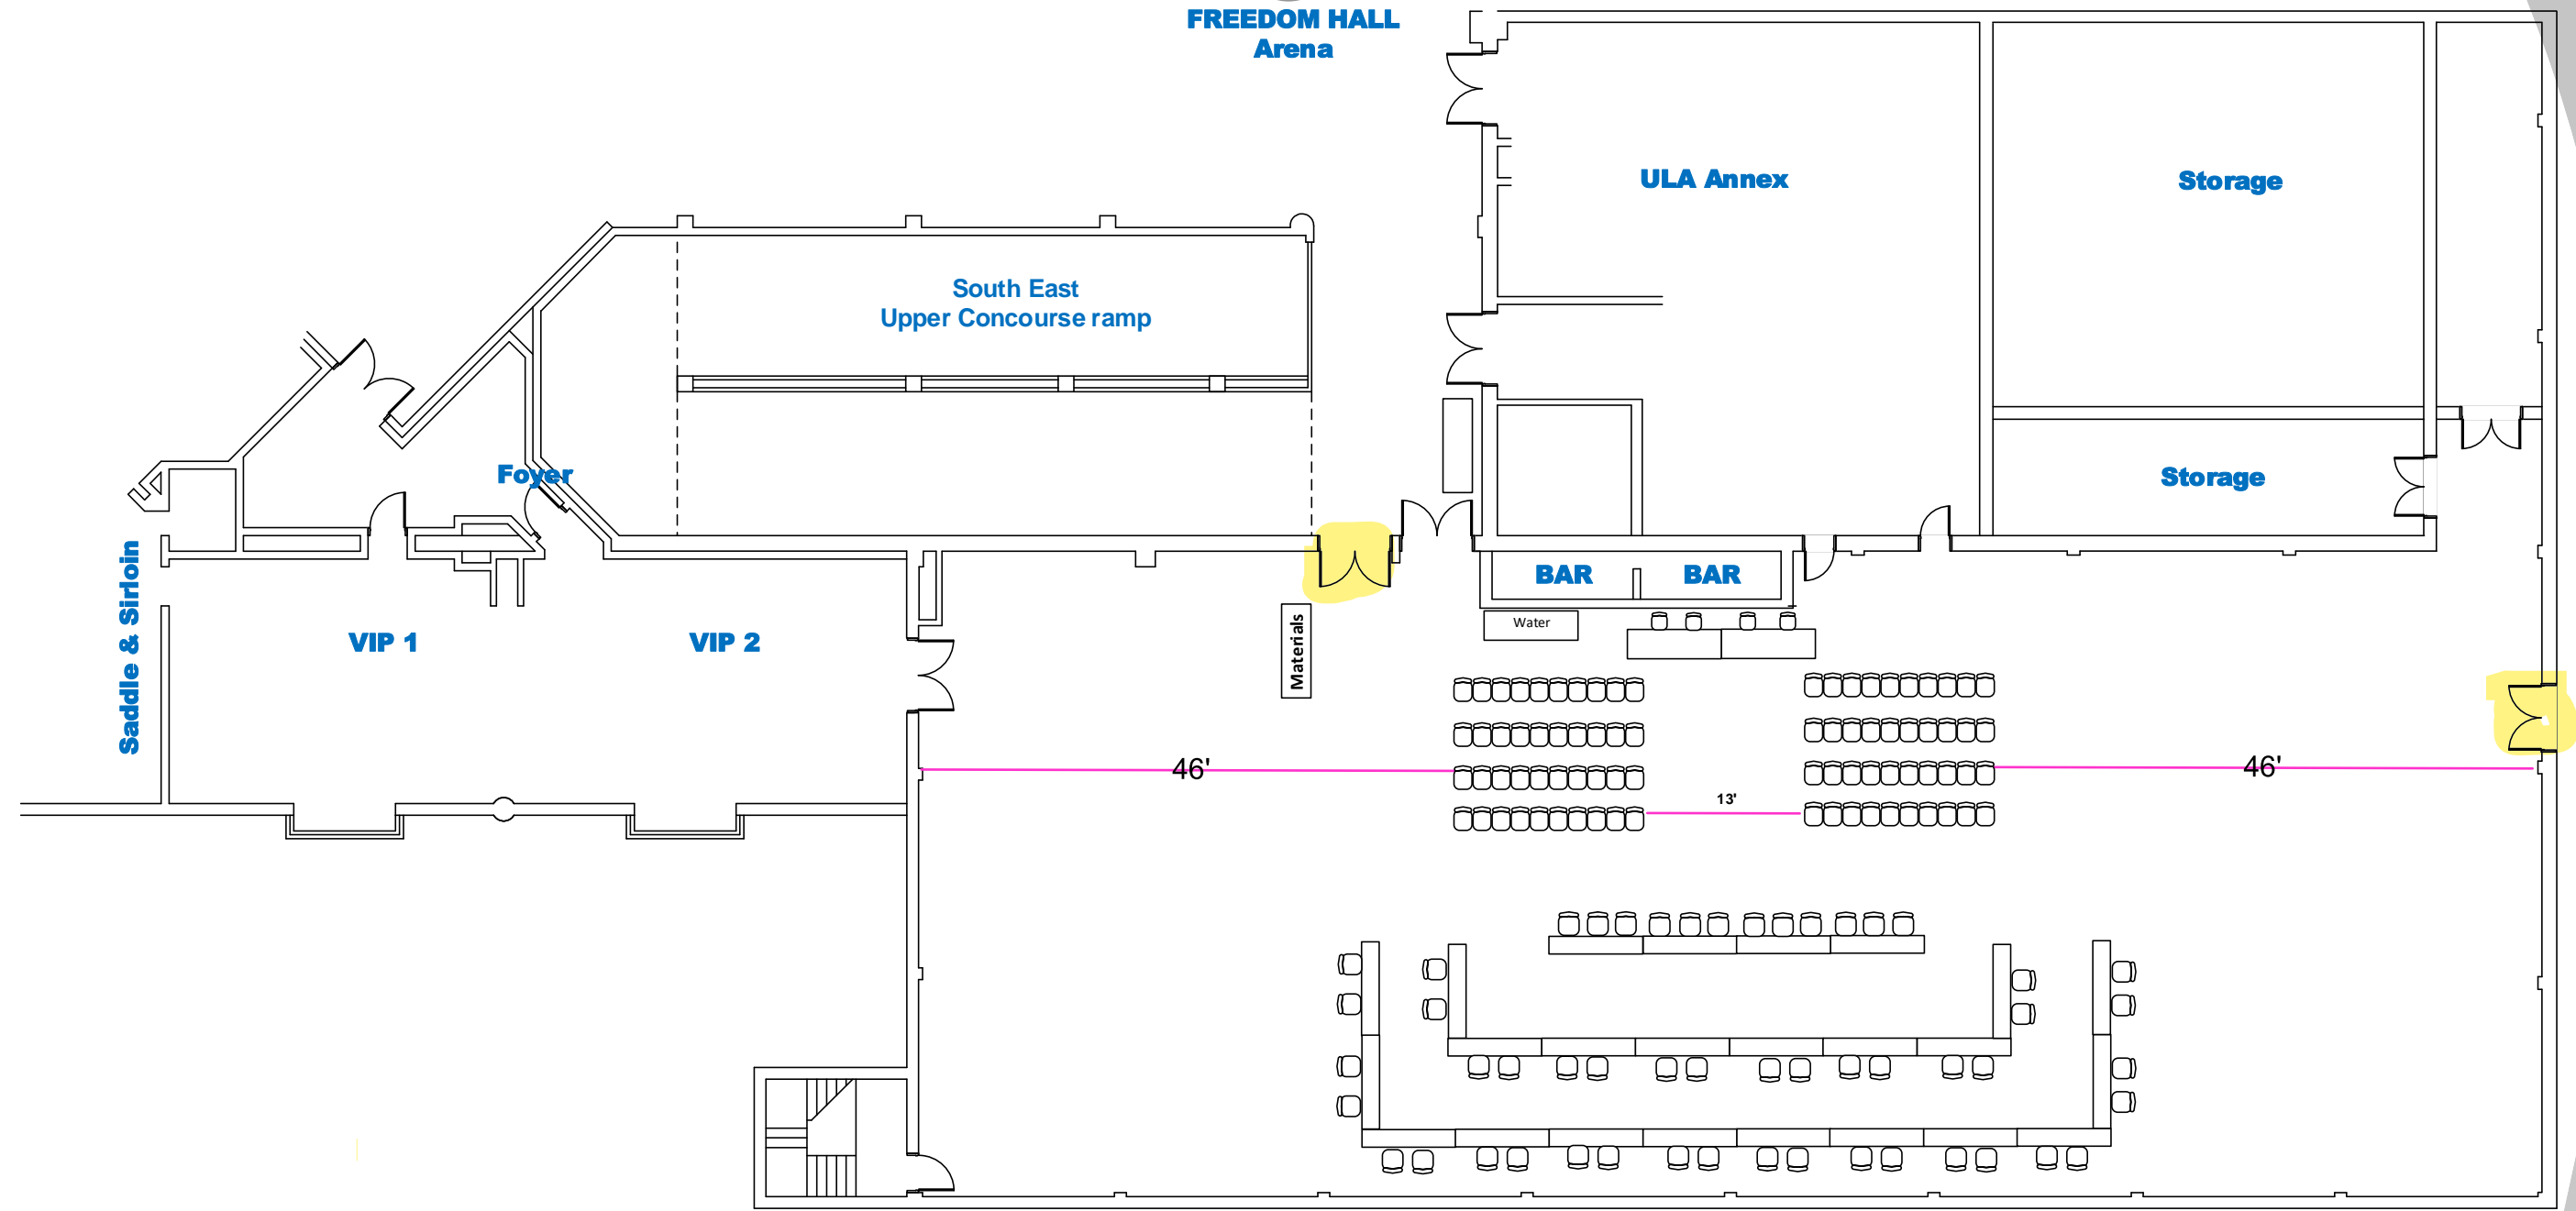 FREEDOM HALL
Arena
ULA Annex
Storage
South East
Upper Concourse ramp
Foyer
Storage
BAR
BAR
Saddle & Sirloin
VIP 1
VIP 2
Materials
Water
46'
46'
13'